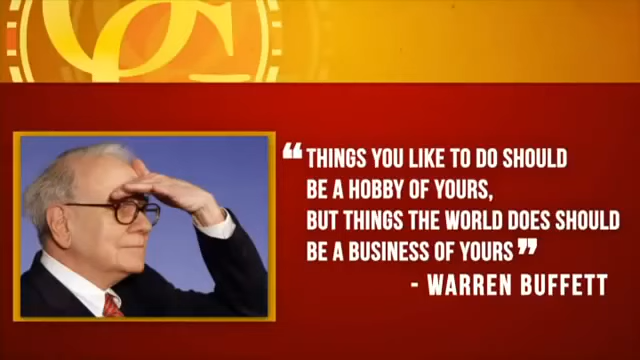 “ THINGS YOU LIKE TO DO SHOULD
BE A HOBBY OF YOURS,
BUT THINGS THE WORLD DOES SHOULD
BE A BUSINESS OF YOURS ”
- WARREN BUFFETT